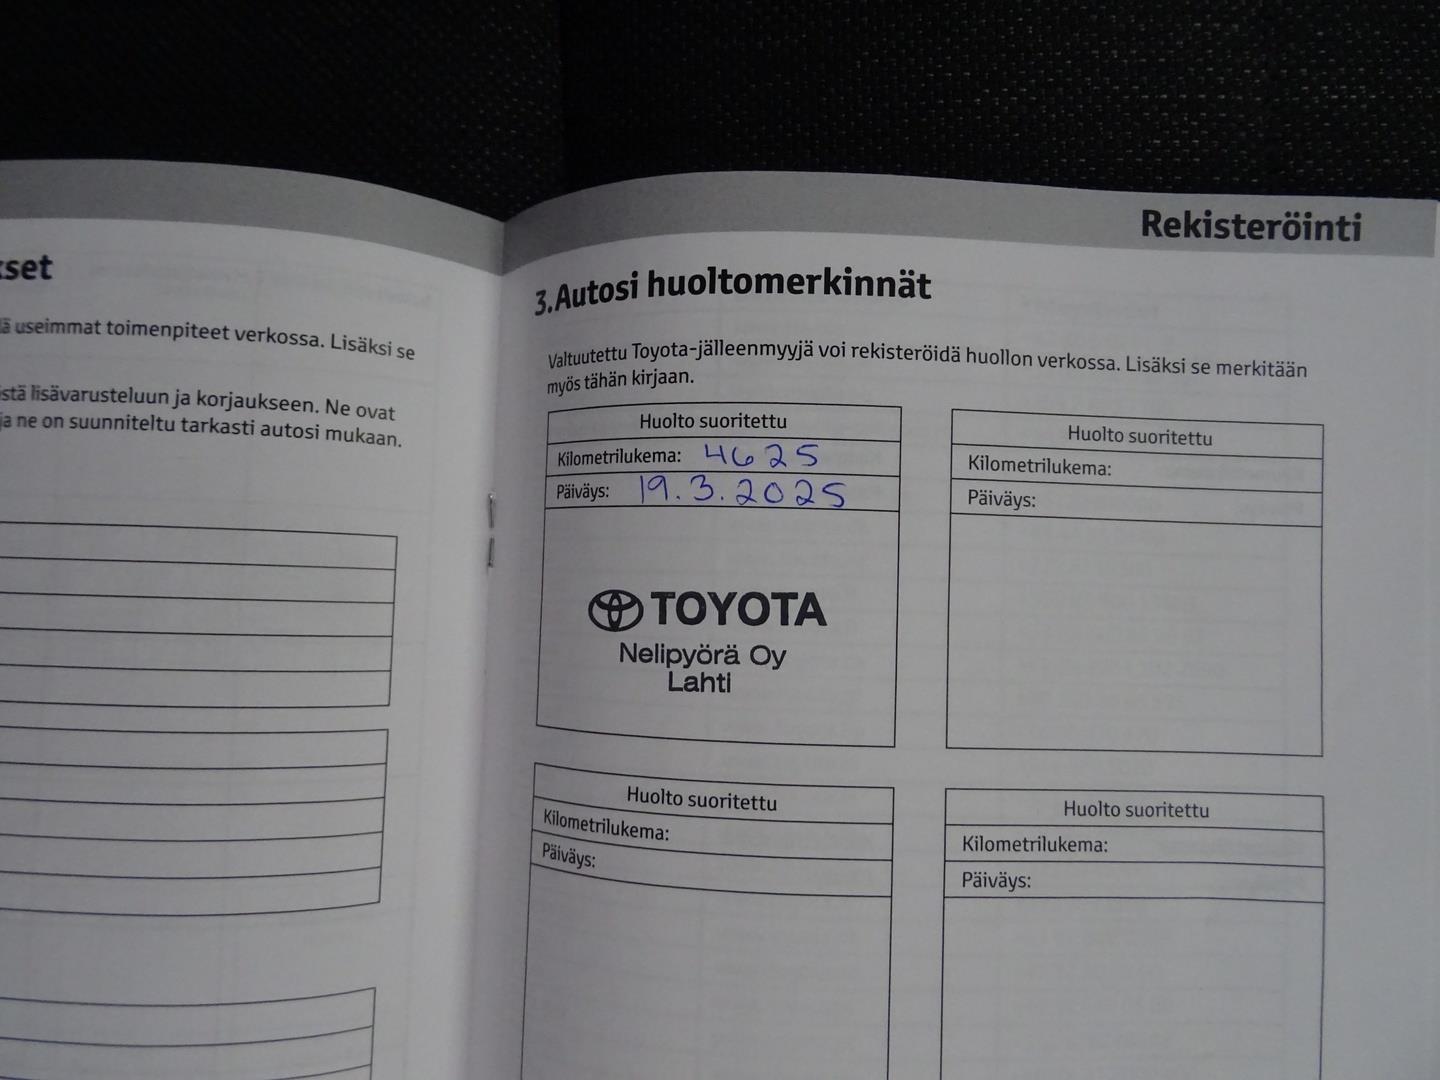 set
useimmat toimenpiteet verkossa. Lisäksi se
lisävarusteluun ja korjaukseen. Ne ovat
ja ne on suunniteltu tarkasti autosi mukaan.
Rekisteröinti
3.Autosi huoltomerkinnät
Valtuutettu Toyota-jälleenmyyjä voi rekisteröidä huollon verkossa. Lisäksi se merkitään
myös tähän kirjaan.
Huolto suoritettu
Kilometrilukema: 4625
Päiväys: 19.3.2025
TOYOTA
Nelipyörä Oy
Lahti
Huolto suoritettu
Kilometrilukema:
Päiväys:
Huolto suoritettu
Kilometrilukema:
Päiväys:
Huolto suoritettu
Kilometrilukema:
Päiväys: